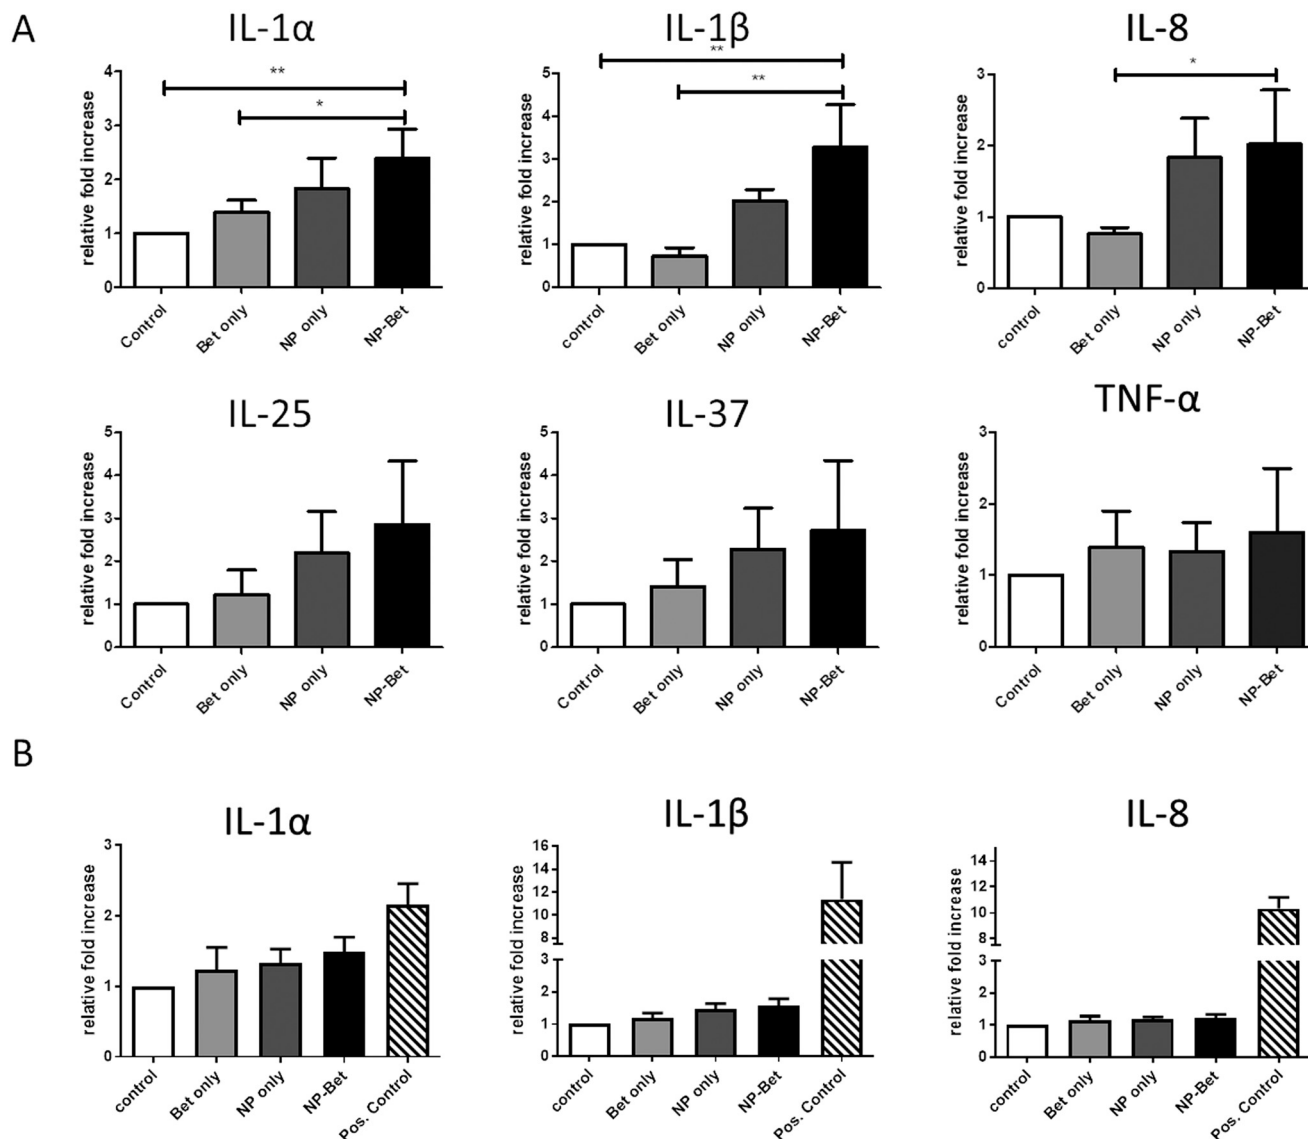 A
IL-1α
relative fold increase
4
3
2
1
0
**
*
Control
Bet only
NP only
NP-Bet
IL-1β
relative fold increase
5
4
3
2
1
0
**
**
control
Bet only
NP only
NP-Bet
IL-8
relative fold increase
3
2
1
0
*
control
Bet only
NP only
NP-Bet
IL-25
relative fold increase
5
4
3
2
1
0
Control
Bet only
NP only
NP-Bet
IL-37
relative fold increase
5
4
3
2
1
0
Control
Bet only
NP only
NP-Bet
TNF-α
relative fold increase
3
2
1
0
Control
Bet only
NP only
NP-Bet
B
IL-1α
relative fold increase
3
2
1
0
control
Bet only
NP only
NP-Bet
Pos. Control
IL-1β
relative fold increase
16
14
12
10
8
3
2
1
0
control
Bet only
NP only
NP-Bet
Pos. Control
IL-8
relative fold increase
14
12
10
8
3
2
1
0
control
Bet only
NP only
NP-Bet
Pos. Control